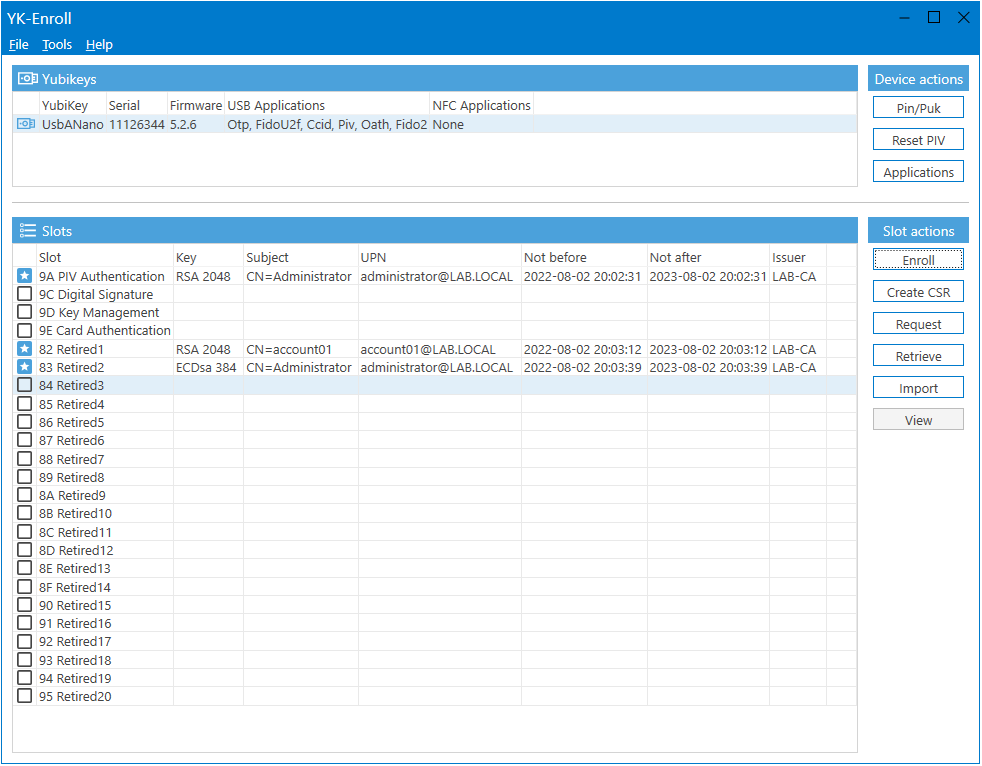 YK-Enroll
File Tools Help
Yubikeys
YubiKey Serial Firmware USB Applications NFC Applications
UsbANano 11126344 5.2.6 Otp, FidoU2f, Ccid, Piv, Oath, Fido2 None
Device actions
Pin/Puk
Reset PIV
Applications
Slots
Slot Key Subject UPN Not before Not after Issuer
9A PIV Authentication RSA 2048 CN=Administrator administrator@LAB.LOCAL 2022-08-02 20:02:31 2023-08-02 20:02:31 LAB-CA
9C Digital Signature
9D Key Management
9E Card Authentication
82 Retired1 RSA 2048 CN=account01 account01@LAB.LOCAL 2022-08-02 20:03:12 2023-08-02 20:03:12 LAB-CA
83 Retired2 ECDsa 384 CN=Administrator administrator@LAB.LOCAL 2022-08-02 20:03:39 2023-08-02 20:03:39 LAB-CA
84 Retired3
85 Retired4
86 Retired5
87 Retired6
88 Retired7
89 Retired8
8A Retired9
8B Retired10
8C Retired11
8D Retired12
8E Retired13
8F Retired14
90 Retired15
91 Retired16
92 Retired17
93 Retired18
94 Retired19
95 Retired20
Slot actions
Enroll
Create CSR
Request
Retrieve
Import
View